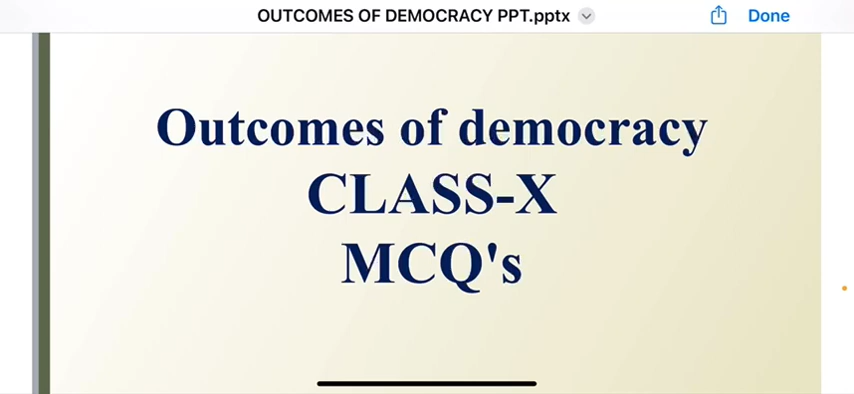 OUTCOMES OF DEMOCRACY PPT.pptx
Done
Outcomes of democracy
CLASS-X
MCQ's